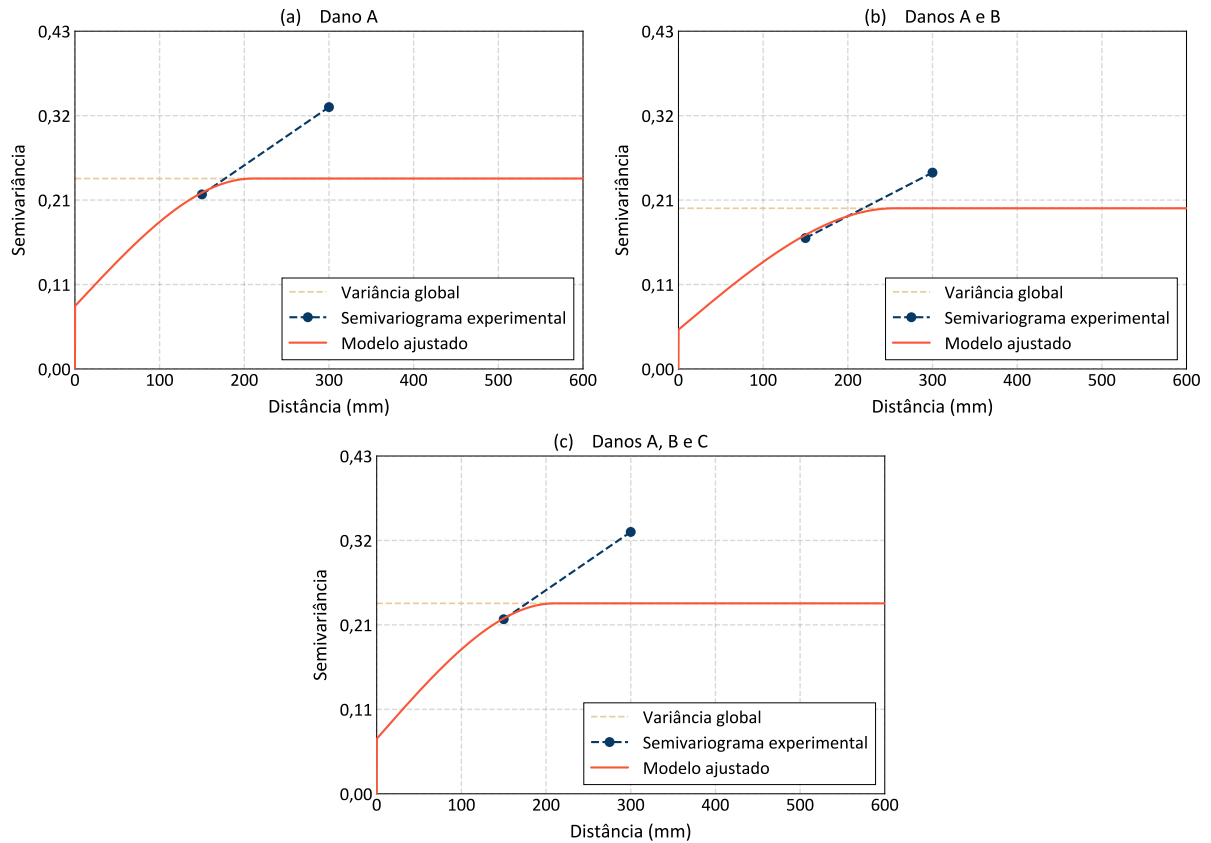 (a) Dano A
0,43
0,32
0,21
0,11
0,00
Semivariância
Variância global
Semivariograma experimental
Modelo ajustado
0 100 200 300 400 500 600
Distância (mm)
(b) Danos A e B
0,43
0,32
0,21
0,11
0,00
Semivariância
Variância global
Semivariograma experimental
Modelo ajustado
0 100 200 300 400 500 600
Distância (mm)
(c) Danos A, B e C
0,43
0,32
0,21
0,11
0,00
Semivariância
Variância global
Semivariograma experimental
Modelo ajustado
0 100 200 300 400 500 600
Distância (mm)